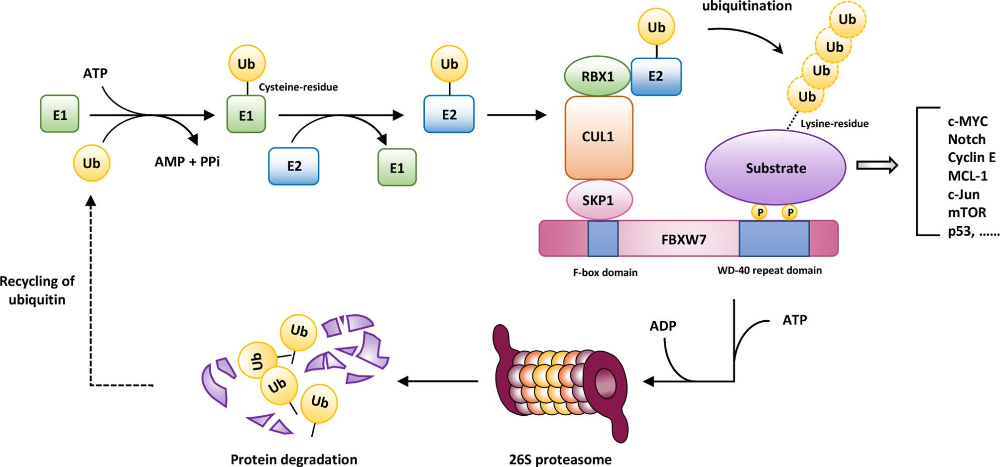 ubiquitination
Ub
Ub
Ub
Ub
Ub
Lysine-residue
Ub
Ub
ATP
Cysteine-residue
E1
E1
E2
Ub
AMP + PPi
E2
E1
RBX1
E2
CUL1
SKP1
Substrate
P
P
FBXW7
F-box domain
WD-40 repeat domain
c-MYC
Notch
Cyclin E
MCL-1
c-Jun
mTOR
p53, ......
ADP
ATP
26S proteasome
Ub
Ub
Ub
Ub
Protein degradation
Recycling of
ubiquitin